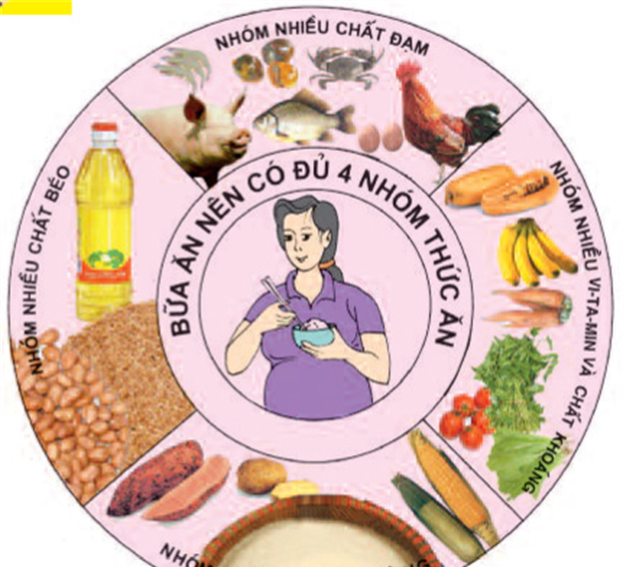 NHÓM NHIỀU CHẤT ĐẠM
NHÓM NHIỀU CHẤT BÉO
BỮA ĂN NÊN CÓ ĐỦ 4 NHÓM THỨC ĂN
NHÓM NHIỀU VI-TA-MIN VÀ CHẤT KHOÁNG
NHÓM